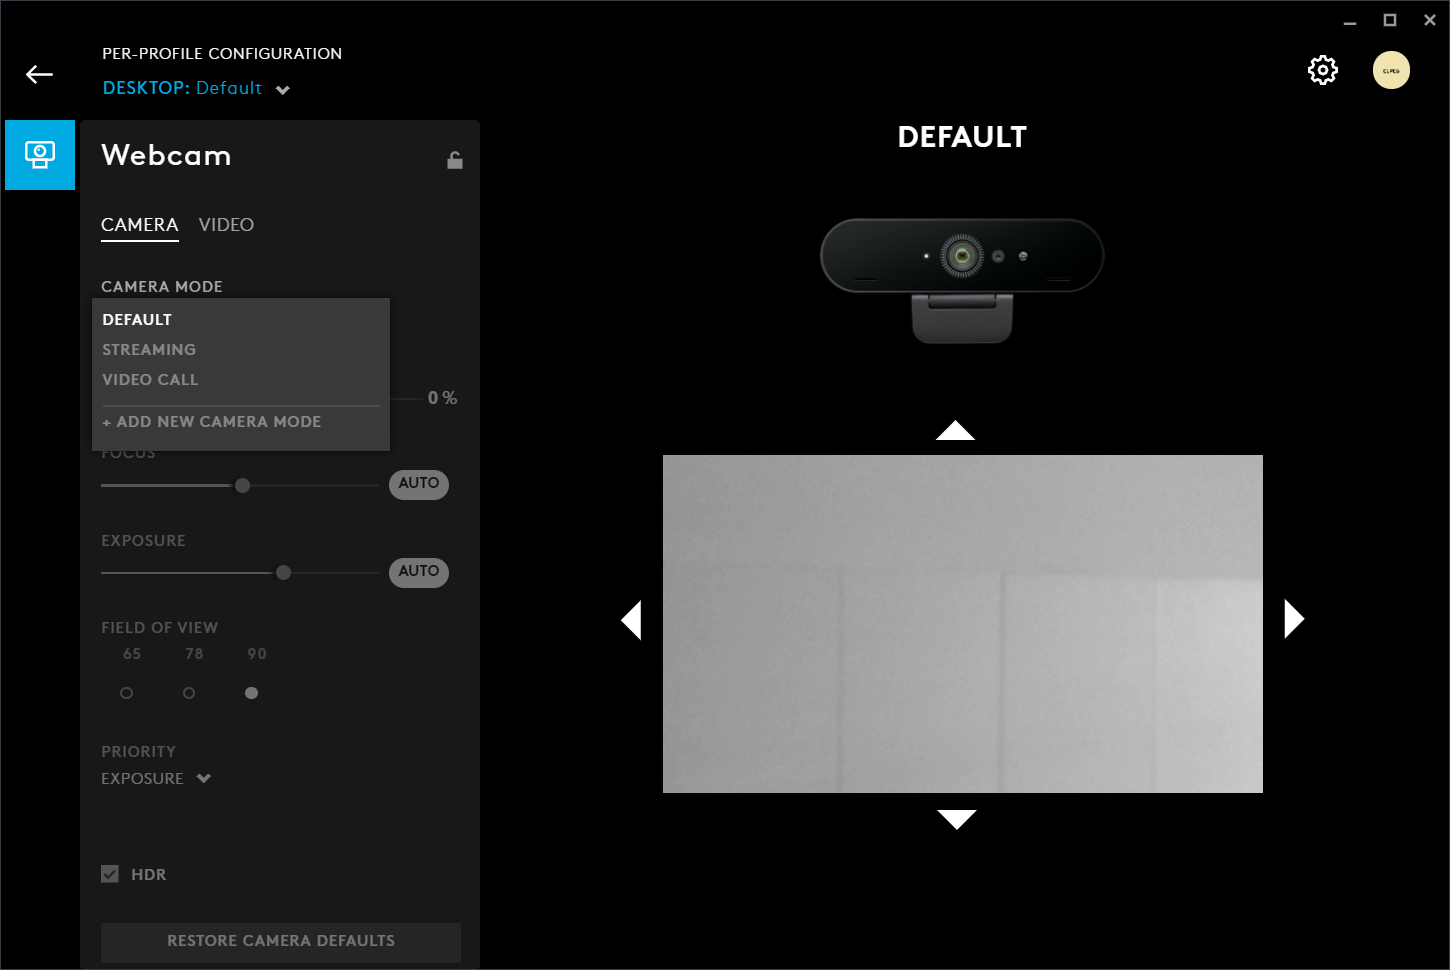 PER-PROFILE CONFIGURATION
DESKTOP: Default
Webcam
CAMERA VIDEO
CAMERA MODE
DEFAULT
STREAMING
VIDEO CALL
+ ADD NEW CAMERA MODE
0 %
FOCUS
AUTO
EXPOSURE
AUTO
FIELD OF VIEW
65 78 90
PRIORITY
EXPOSURE
HDR
RESTORE CAMERA DEFAULTS
DEFAULT